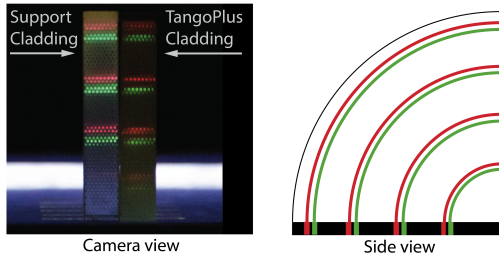 Support
Cladding
TangoPlus
Cladding
Camera view
Side view